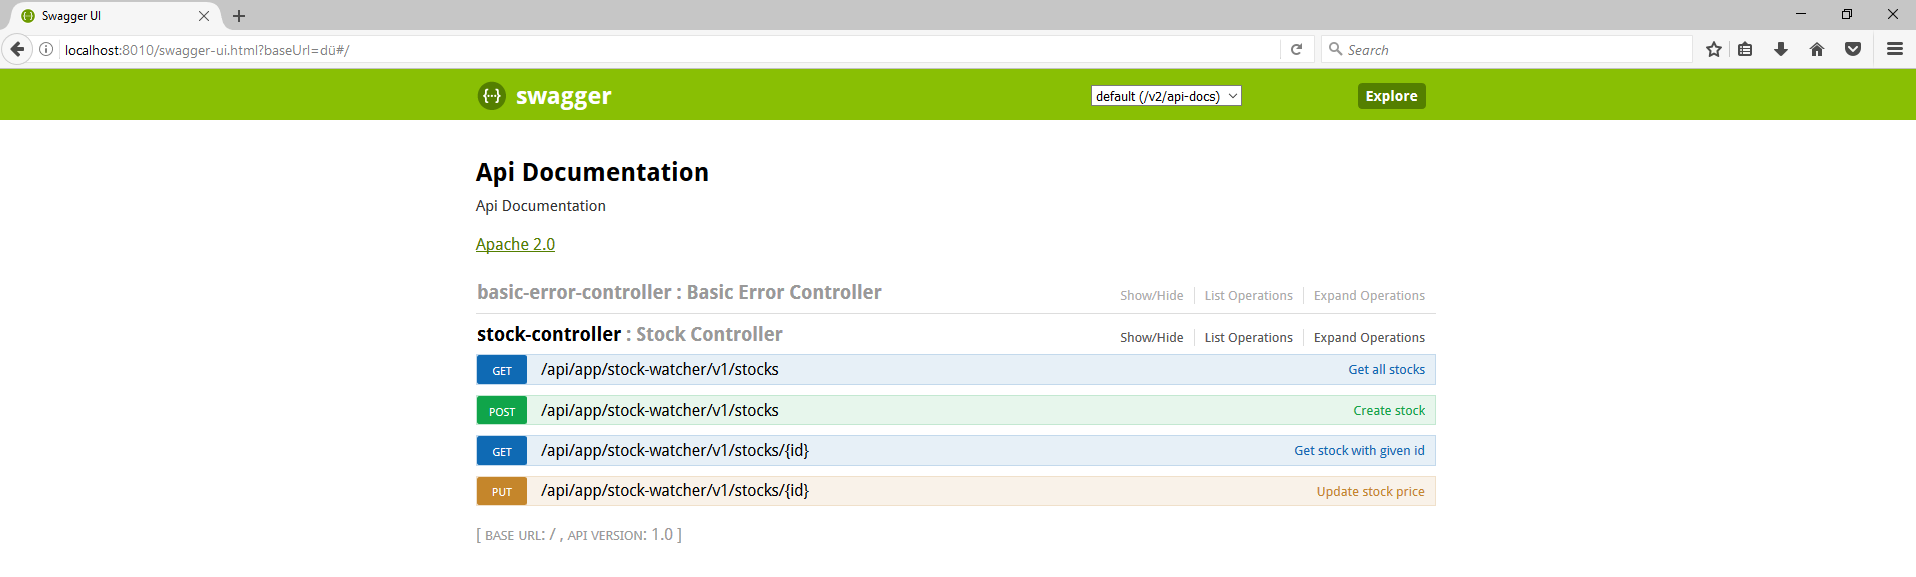 Swagger UI
localhost:8010/swagger-ui.html?baseUrl=dü#/
Search
{···} swagger
default (/v2/api-docs)
Explore
Api Documentation
Api Documentation
Apache 2.0
basic-error-controller : Basic Error Controller Show/Hide List Operations Expand Operations
stock-controller : Stock Controller Show/Hide List Operations Expand Operations
GET /api/app/stock-watcher/v1/stocks Get all stocks
POST /api/app/stock-watcher/v1/stocks Create stock
GET /api/app/stock-watcher/v1/stocks/{id} Get stock with given id
PUT /api/app/stock-watcher/v1/stocks/{id} Update stock price
[ BASE URL: / , API VERSION: 1.0 ]